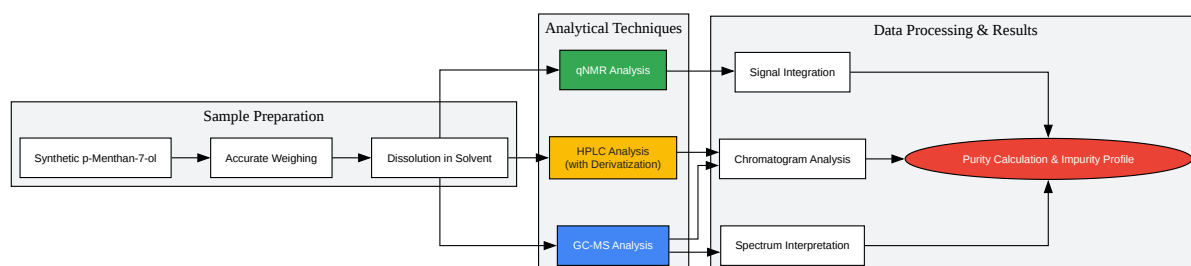 Sample Preparation
Synthetic p-Menthan-7-ol
Accurate Weighing
Dissolution in Solvent
Analytical Techniques
qNMR Analysis
HPLC Analysis
(with Derivatization)
GC-MS Analysis
Data Processing & Results
Signal Integration
Chromatogram Analysis
Spectrum Interpretation
Purity Calculation & Impurity Profile